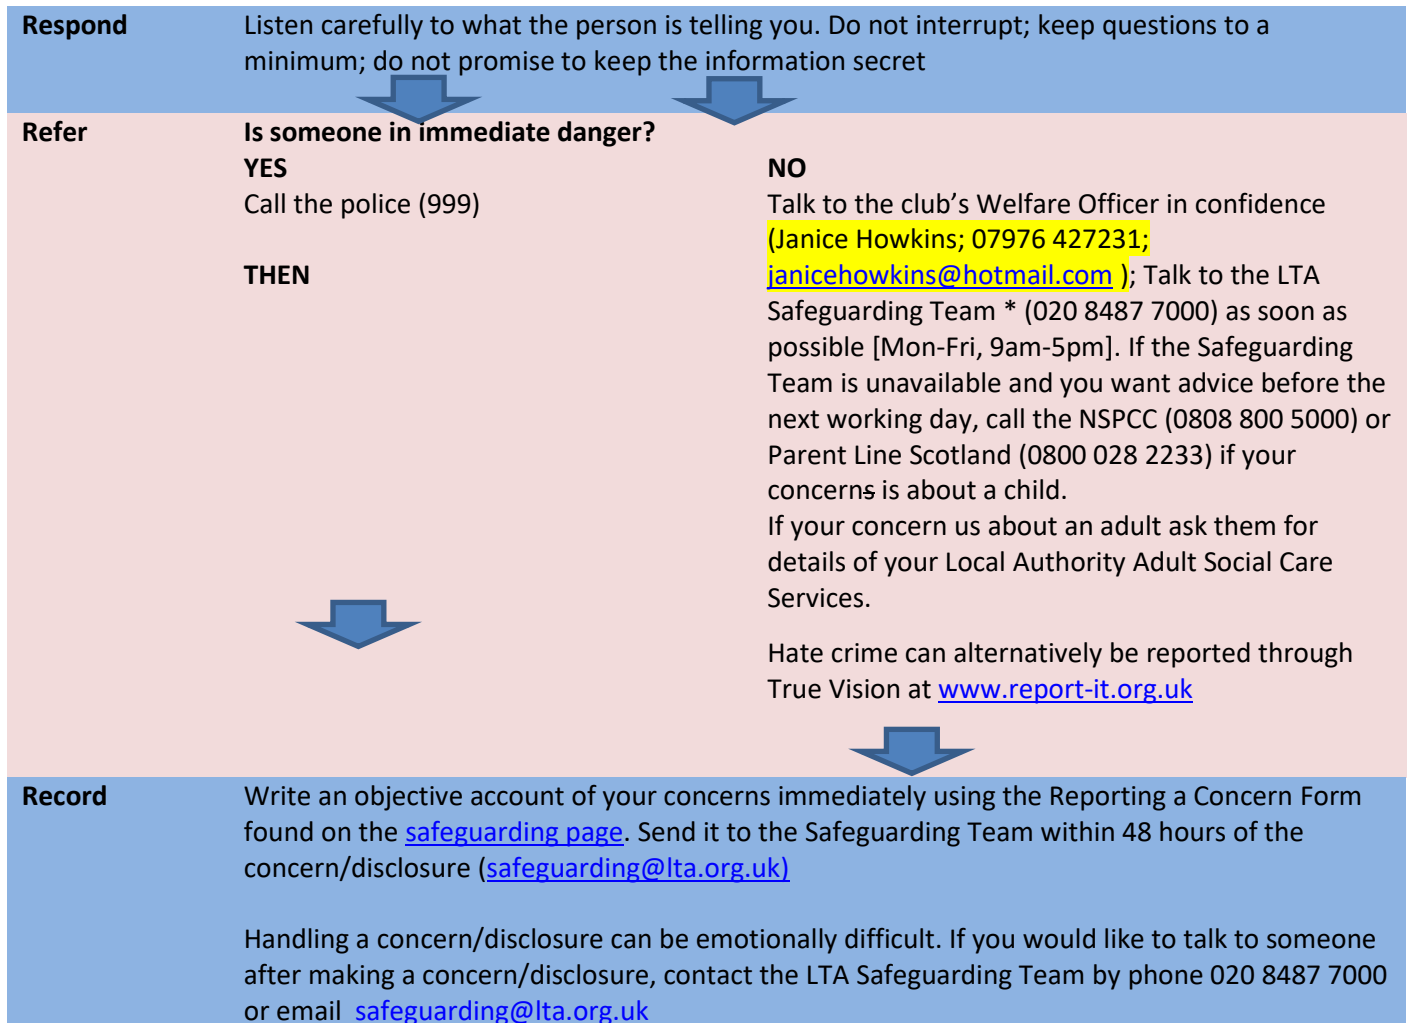 Respond
Listen carefully to what the person is telling you. Do not interrupt; keep questions to a
minimum; do not promise to keep the information secret
Refer
Is someone in immediate danger?
YES
Call the police (999)
THEN
NO
Talk to the club’s Welfare Officer in confidence
(Janice Howkins; 07976 427231;
janicehowkins@hotmail.com ); Talk to the LTA
Safeguarding Team * (020 8487 7000) as soon as
possible [Mon-Fri, 9am-5pm]. If the Safeguarding
Team is unavailable and you want advice before the
next working day, call the NSPCC (0808 800 5000) or
Parent Line Scotland (0800 028 2233) if your
concerns is about a child.
If your concern us about an adult ask them for
details of your Local Authority Adult Social Care
Services.
Hate crime can alternatively be reported through
True Vision at www.report-it.org.uk
Record
Write an objective account of your concerns immediately using the Reporting a Concern Form
found on the safeguarding page. Send it to the Safeguarding Team within 48 hours of the
concern/disclosure (safeguarding@lta.org.uk)
Handling a concern/disclosure can be emotionally difficult. If you would like to talk to someone
after making a concern/disclosure, contact the LTA Safeguarding Team by phone 020 8487 7000
or email  safeguarding@lta.org.uk